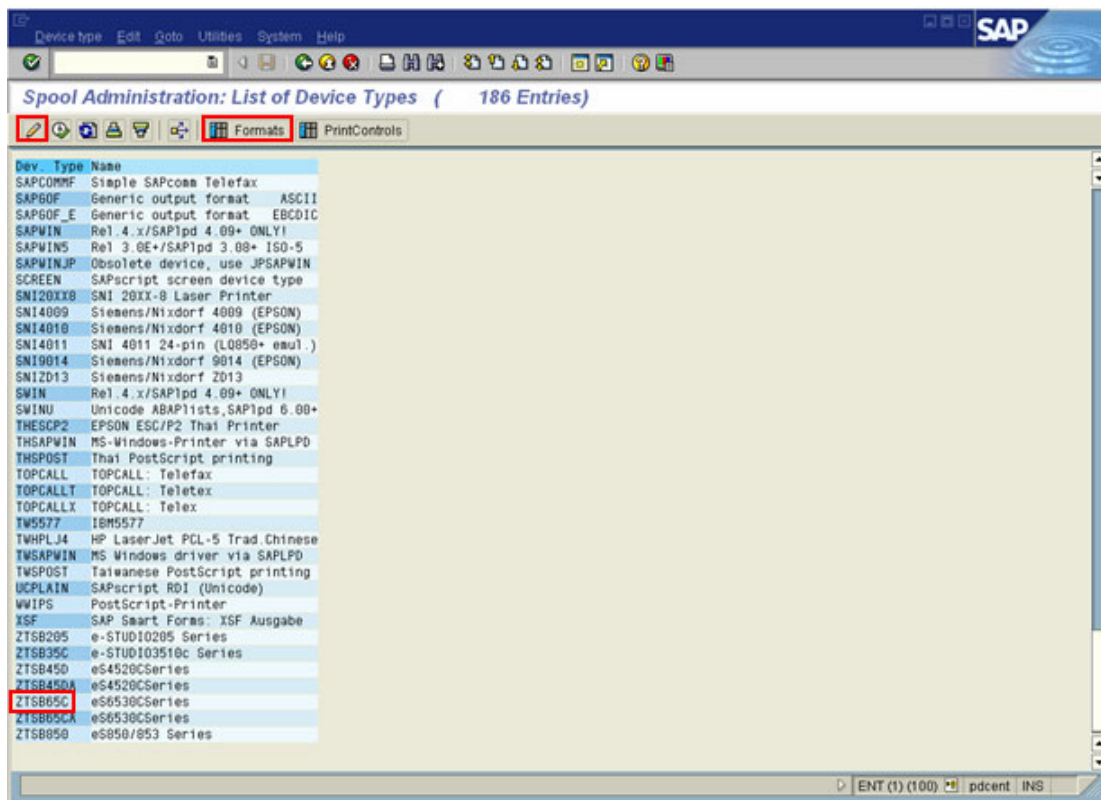 Device type Edit Goto Utilities System Help
SAP
Spool Administration: List of Device Types ( 186 Entries)
Formats PrintControls
Dev. Type Name
SAPCOMMF Simple SAPcomm Telefax
SAPGOF Generic output format ASCII
SAPGOF_E Generic output format EBCDIC
SAPWIN Rel.4.x/SAPlpd 4.09+ ONLY!
SAPWIN5 Rel 3.0E+/SAPlpd 3.08+ ISO-5
SAPWINJP Obsolete device, use JPSAPWIN
SCREEN SAPscript screen device type
SNI20XX8 SNI 20XX-8 Laser Printer
SNI4009 Siemens/Nixdorf 4009 (EPSON)
SNI4010 Siemens/Nixdorf 4010 (EPSON)
SNI4011 SNI 4011 24-pin (LQ850+ emul.)
SNI9014 Siemens/Nixdorf 9014 (EPSON)
SNIZD13 Siemens/Nixdorf ZD13
SWIN Rel.4.x/SAPlpd 4.09+ ONLY!
SWINU Unicode ABAPlists,SAPlpd 6.00+
THESCP2 EPSON ESC/P2 Thai Printer
THSAPWIN MS-Windows-Printer via SAPLPD
THSPOST Thai PostScript printing
TOPCALL TOPCALL: Telefax
TOPCALLT TOPCALL: Teletex
TOPCALLX TOPCALL: Telex
TW5577 IBM5577
TWHPLJ4 HP LaserJet PCL-5 Trad.Chinese
TWSAPWIN MS Windows driver via SAPLPD
TWSPOST Taiwanese PostScript printing
UCPLAIN SAPscript RDI (Unicode)
WWIPS PostScript-Printer
XSF SAP Smart Forms: XSF Ausgabe
ZTSB205 e-STUDIO205 Series
ZTSB35C e-STUDIO3510c Series
ZTSB45D eS4520CSeries
ZTSB45DA eS4520CSeries
ZTSB65C eS6530CSeries
ZTSB65CA eS6530CSeries
ZTSB850 eS850/853 Series
ENT (1) (100) pdcent INS